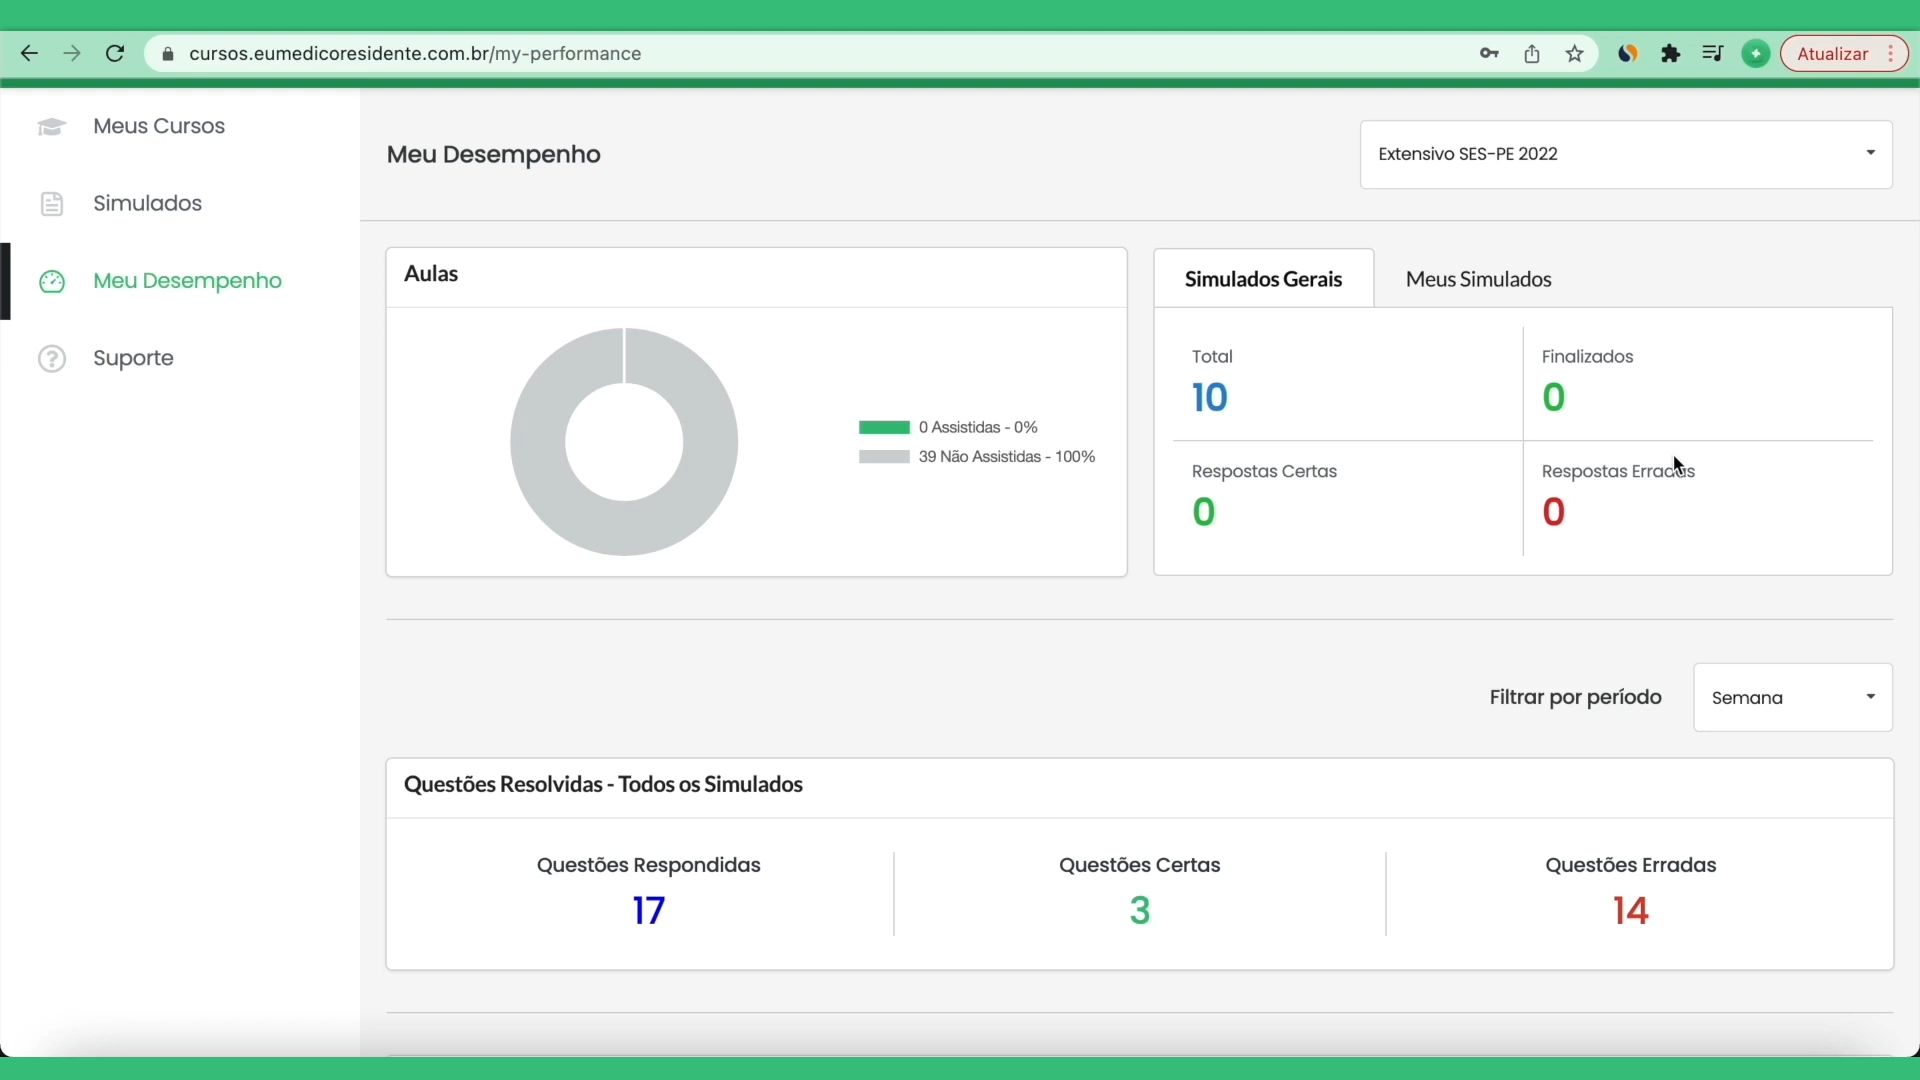 cursos.eumedicoresidente.com.br/my-performance
Atualizar
Meus Cursos
Simulados
Meu Desempenho
Suporte
Meu Desempenho
Extensivo SES-PE 2022
Aulas
0 Assistidas - 0%
39 Não Assistidas - 100%
Simulados Gerais
Meus Simulados
Total
10
Finalizados
0
Respostas Certas
0
Respostas Erradas
0
Filtrar por período
Semana
Questões Resolvidas - Todos os Simulados
Questões Respondidas
17
Questões Certas
3
Questões Erradas
14